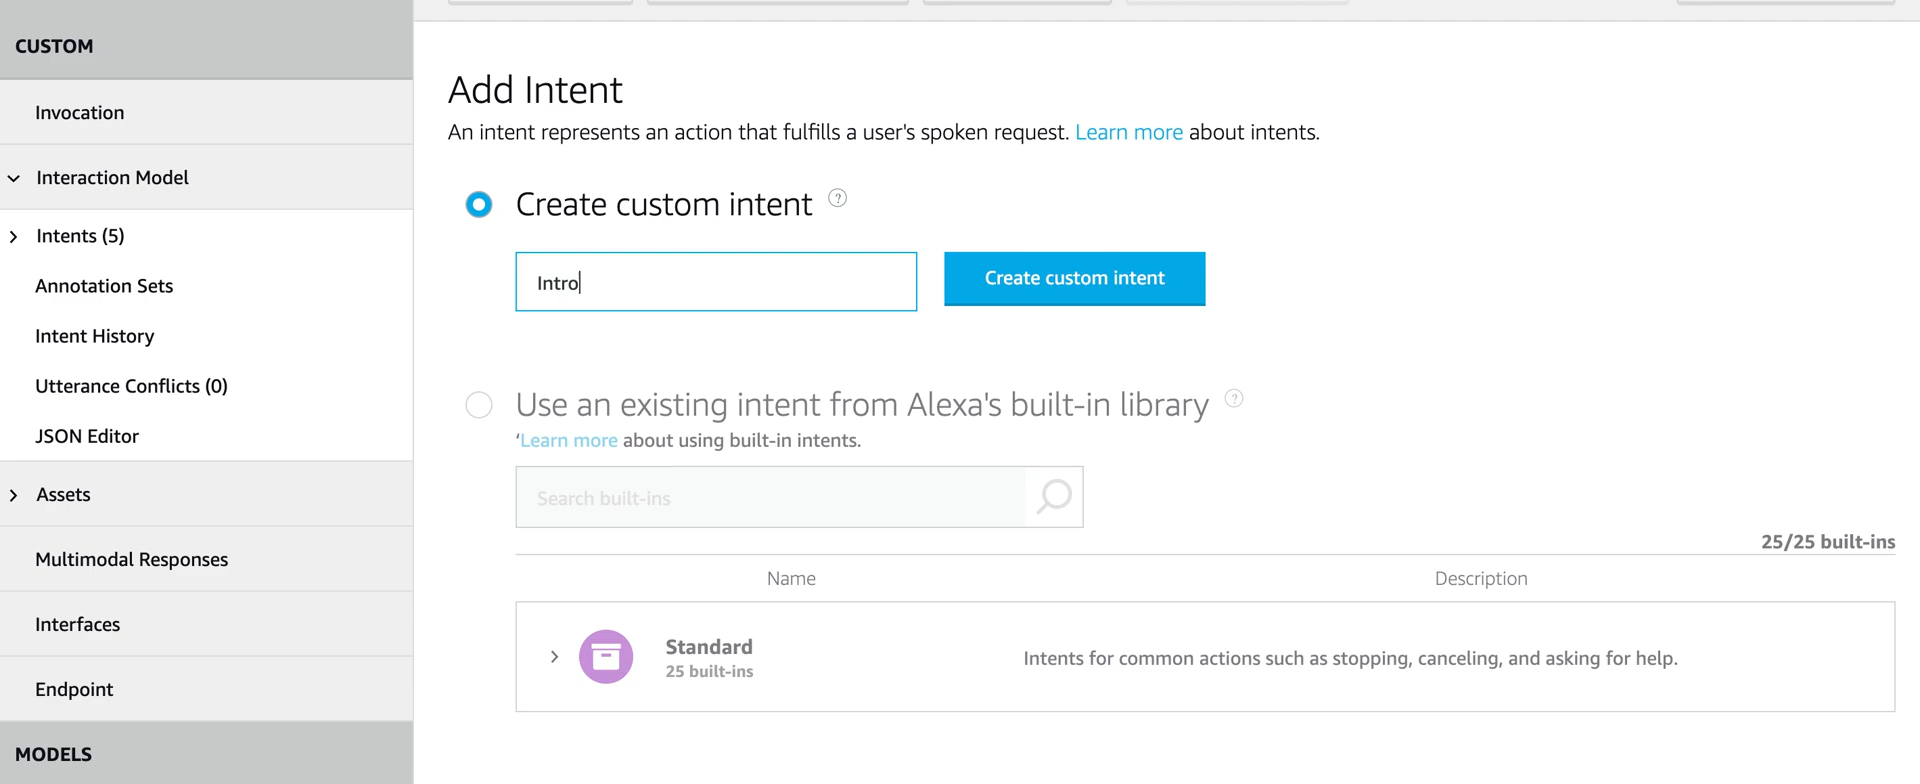 CUSTOM
Invocation
Interaction Model
Intents (5)
Annotation Sets
Intent History
Utterance Conflicts (0)
JSON Editor
Assets
Multimodal Responses
Interfaces
Endpoint
MODELS
Add Intent
An intent represents an action that fulfills a user's spoken request. Learn more about intents.
Create custom intent ?
Intro
Create custom intent
Use an existing intent from Alexa's built-in library ?
‘Learn more about using built-in intents.
Search built-ins
25/25 built-ins
Name Description
Standard
25 built-ins
Intents for common actions such as stopping, canceling, and asking for help.